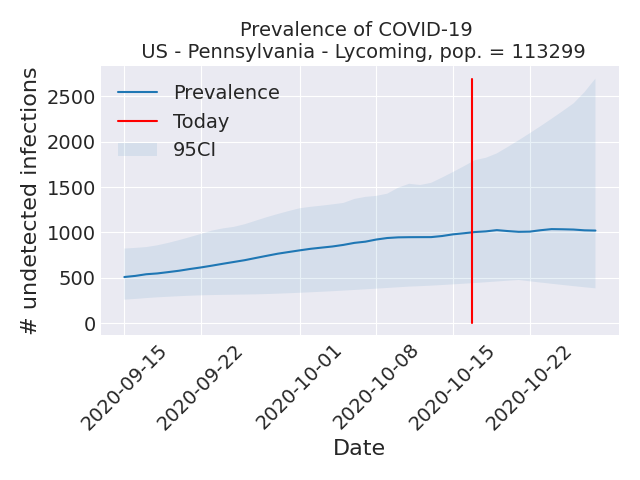 Prevalence of COVID-19
US - Pennsylvania - Lycoming, pop. = 113299
# undetected infections
2500
2000
1500
1000
500
0
Prevalence
Today
95CI
2020-09-15
2020-09-22
2020-10-01
2020-10-08
2020-10-15
2020-10-22
Date